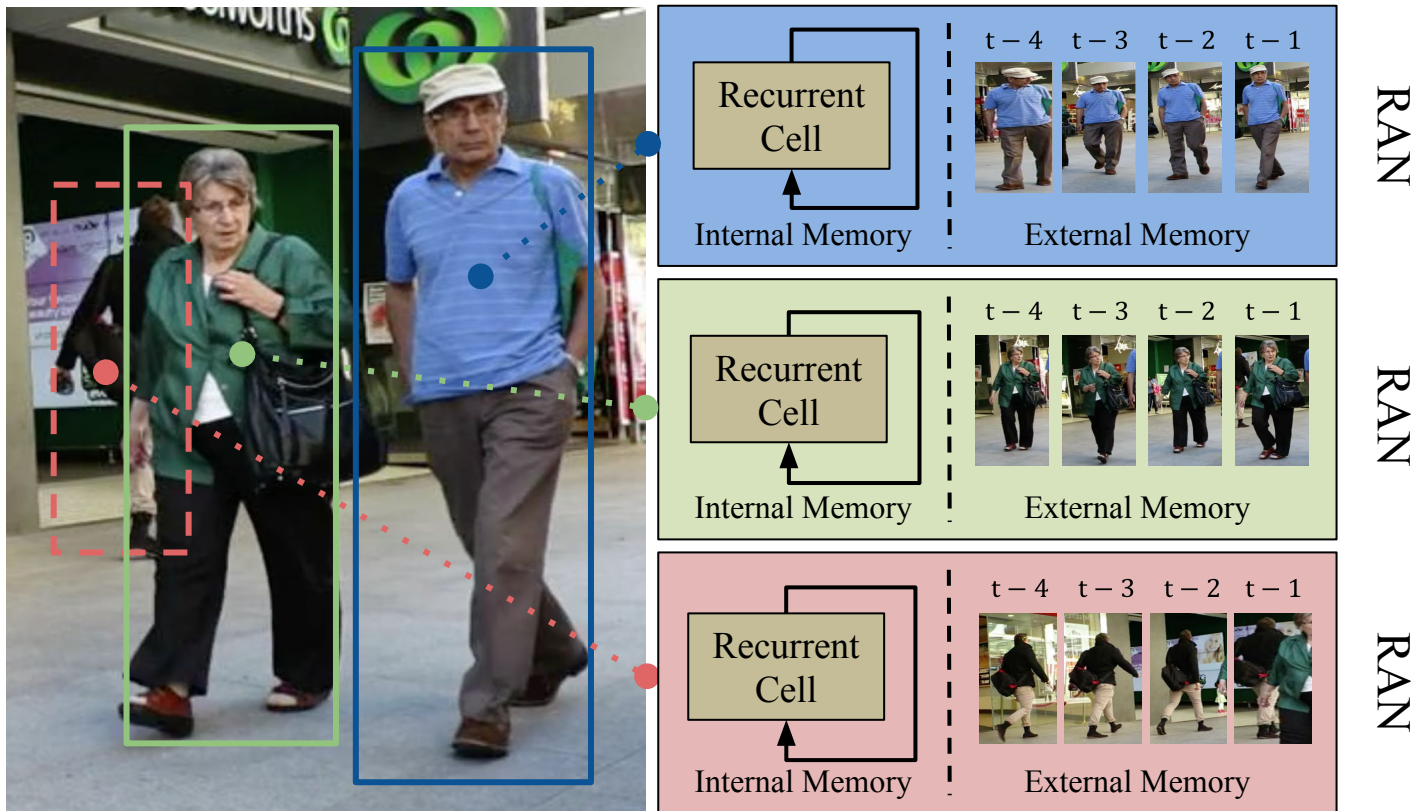 oolworths
t − 4 t − 3 t − 2 t − 1
Recurrent
Cell
Internal Memory
External Memory
RAN
t − 4 t − 3 t − 2 t − 1
Recurrent
Cell
Internal Memory
External Memory
RAN
t − 4 t − 3 t − 2 t − 1
Recurrent
Cell
Internal Memory
External Memory
RAN